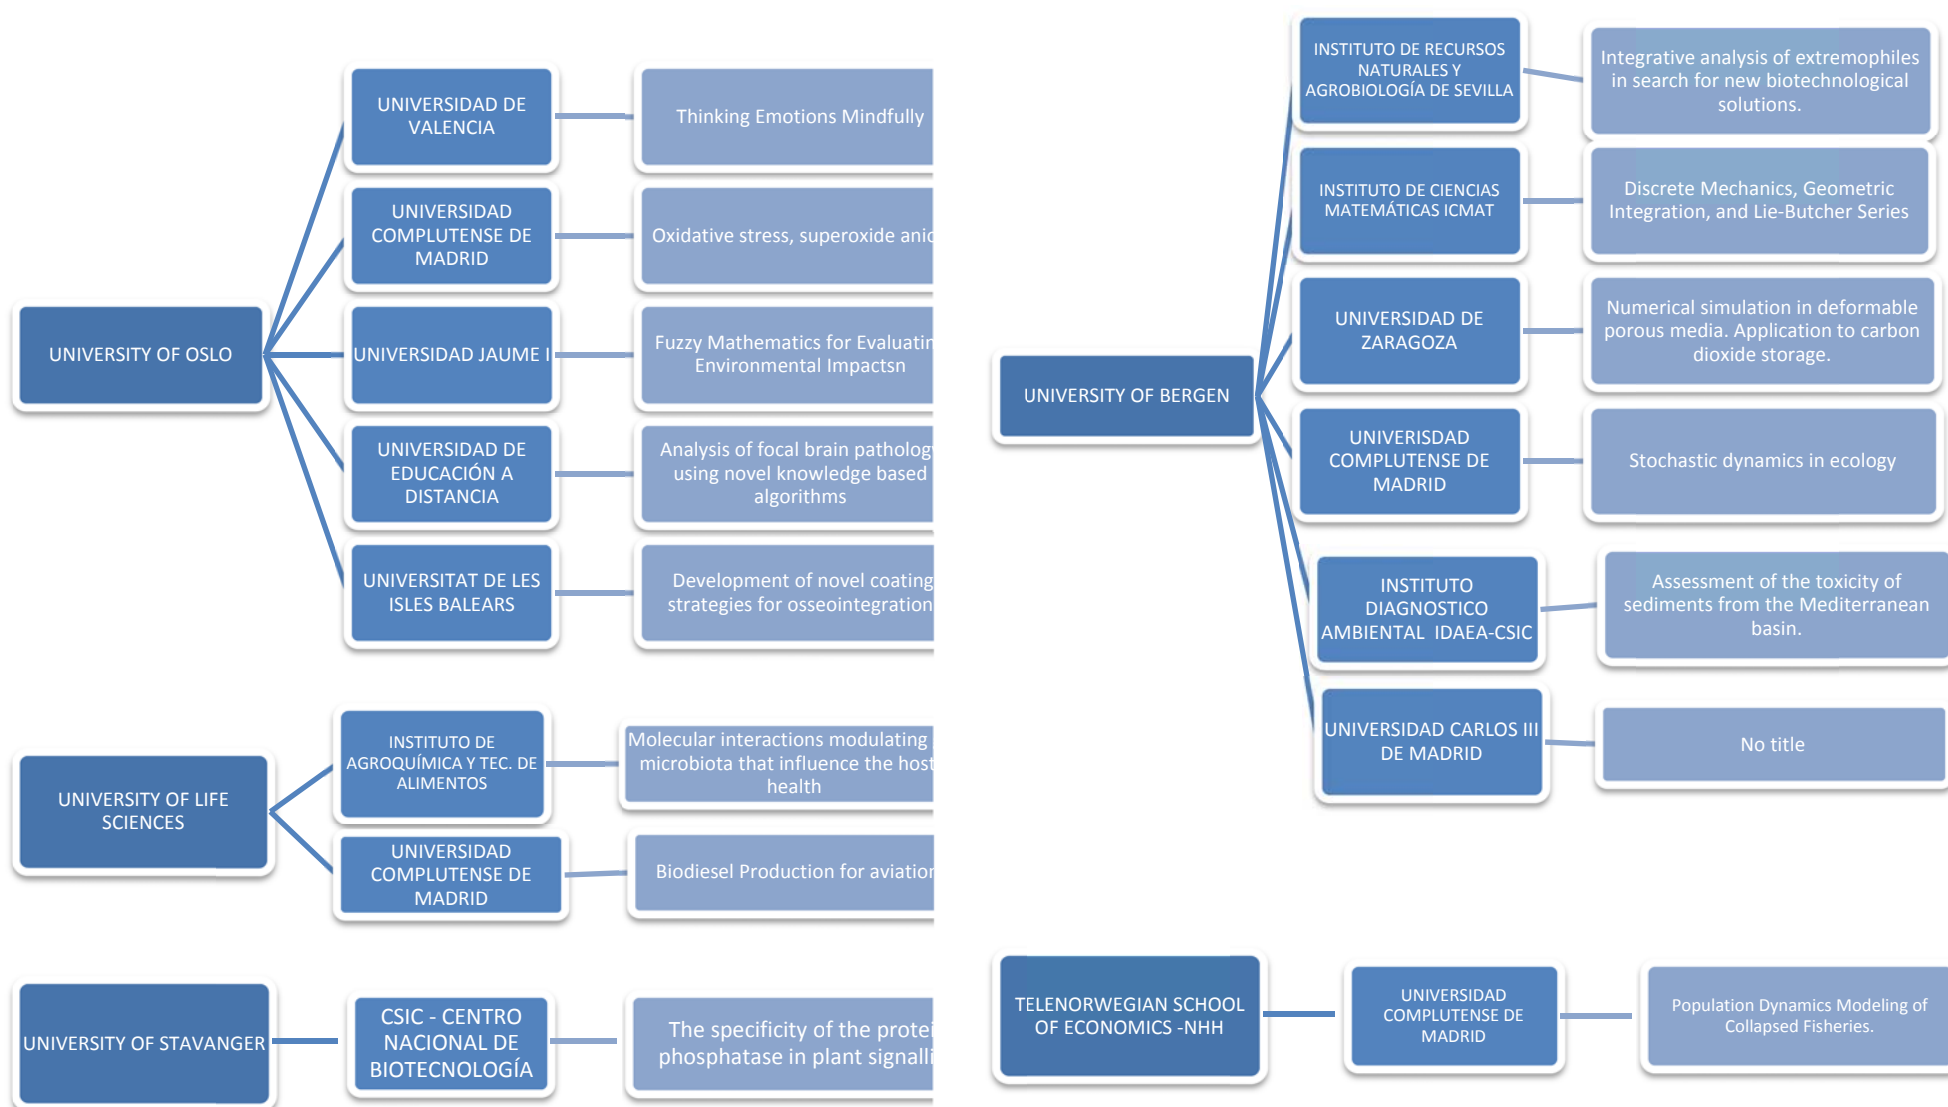 UNIVERSITY OF OSLO
UNIVERSIDAD DE
VALENCIA
Thinking Emotions Mindfully
UNIVERSIDAD
COMPLUTENSE DE
MADRID
Oxidative stress, superoxide
UNIVERSIDAD JAUME I
Fuzzy Mathematics for
Environmental Impactsn
UNIVERSIDAD DE
EDUCACIÓN A
DISTANCIA
Analysis of focal brain pathology
using novel knowledge based
algorithms
UNIVERSITAT DE LES
ISLES BALEARS
Development of novel coating
strategies for osseointegration
UNIVERSITY OF LIFE
SCIENCES
INSTITUTO DE
AGROQUÍMICA Y TEC. DE
ALIMENTOS
Molecular interactions modulating
microbiota that influence the host
health
UNIVERSIDAD
COMPLUTENSE DE
MADRID
Biodiesel Production for aviation
UNIVERSITY OF STAVANGER
CSIC - CENTRO
NACIONAL DE
BIOTECNOLOGÍA
The specificity of the
phosphatase in plant
UNIVERSITY OF BERGEN
INSTITUTO DE RECURSOS
NATURALES Y
AGROBIOLOGÍA DE SEVILLA
Integrative analysis of extremophiles
in search for new biotechnological
solutions.
INSTITUTO DE CIENCIAS
MATEMÁTICAS ICMAT
Discrete Mechanics, Geometric
Integration, and Lie-Butcher Series
UNIVERSIDAD DE
ZARAGOZA
Numerical simulation in deformable
porous media. Application to carbon
dioxide storage.
UNIVERISDAD
COMPLUTENSE DE
MADRID
Stochastic dynamics in ecology
INSTITUTO
DIAGNOSTICO
AMBIENTAL IDAEA-CSIC
Assessment of the toxicity of
sediments from the Mediterranean
basin.
UNIVERSIDAD CARLOS III
DE MADRID
No title
TELENORWEGIAN SCHOOL
OF ECONOMICS -NHH
UNIVERSIDAD
COMPLUTENSE DE
MADRID
Population Dynamics Modeling of
Collapsed Fisheries.